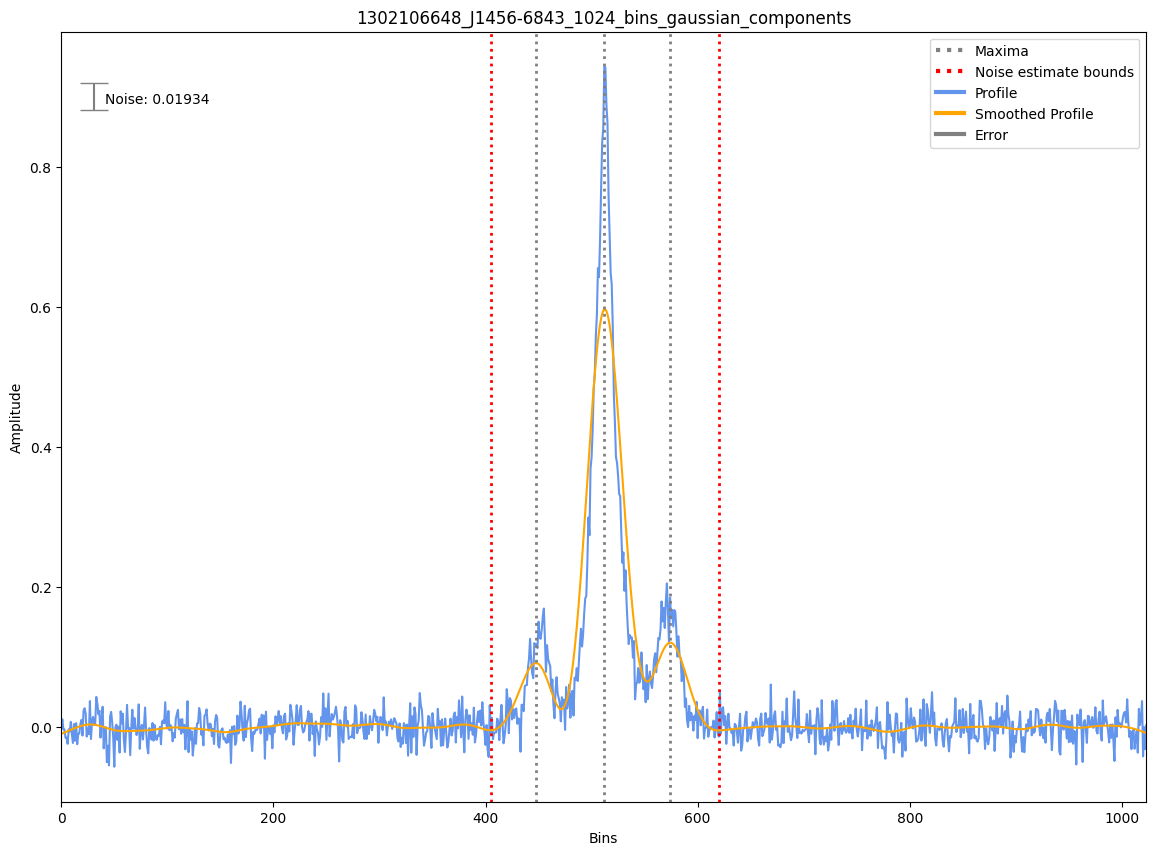 1302106648_J1456-6843_1024_bins_gaussian_components
Maxima
Noise estimate bounds
Profile
Smoothed Profile
Error
Noise: 0.01934
Amplitude
0.8
0.6
0.4
0.2
0.0
0 200 400 600 800 1000
Bins